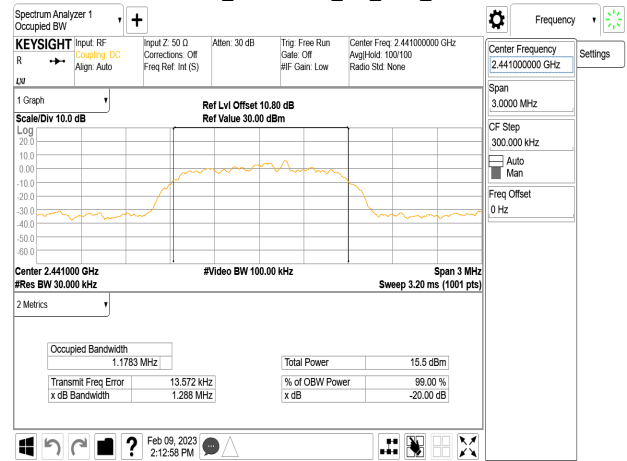 Spectrum Analyzer 1
Occupied BW
Frequency
KEYSIGHT
R
LXI
Input: RF
Coupling: DC
Align: Auto
Input Z: 50 Ω
Corrections: Off
Freq Ref: Int (S)
Atten: 30 dB
Trig: Free Run
Gate: Off
#IF Gain: Low
Center Freq: 2.441000000 GHz
Avg|Hold: 100/100
Radio Std: None
Center Frequency
2.441000000 GHz
Settings
Span
3.0000 MHz
CF Step
300.000 kHz
Auto
Man
Freq Offset
0 Hz
1 Graph
Ref Lvl Offset 10.80 dB
Scale/Div 10.0 dB
Ref Value 30.00 dBm
Log
20.0
10.0
0.00
-10.0
-20.0
-30.0
-40.0
-50.0
-60.0
Center 2.441000 GHz
#Video BW 100.00 kHz
Span 3 MHz
#Res BW 30.000 kHz
Sweep 3.20 ms (1001 pts)
2 Metrics
Occupied Bandwidth
1.1783 MHz
Total Power 15.5 dBm
Transmit Freq Error 13.572 kHz
% of OBW Power 99.00 %
x dB Bandwidth 1.288 MHz
x dB -20.00 dB
?
Feb 09, 2023
2:12:58 PM